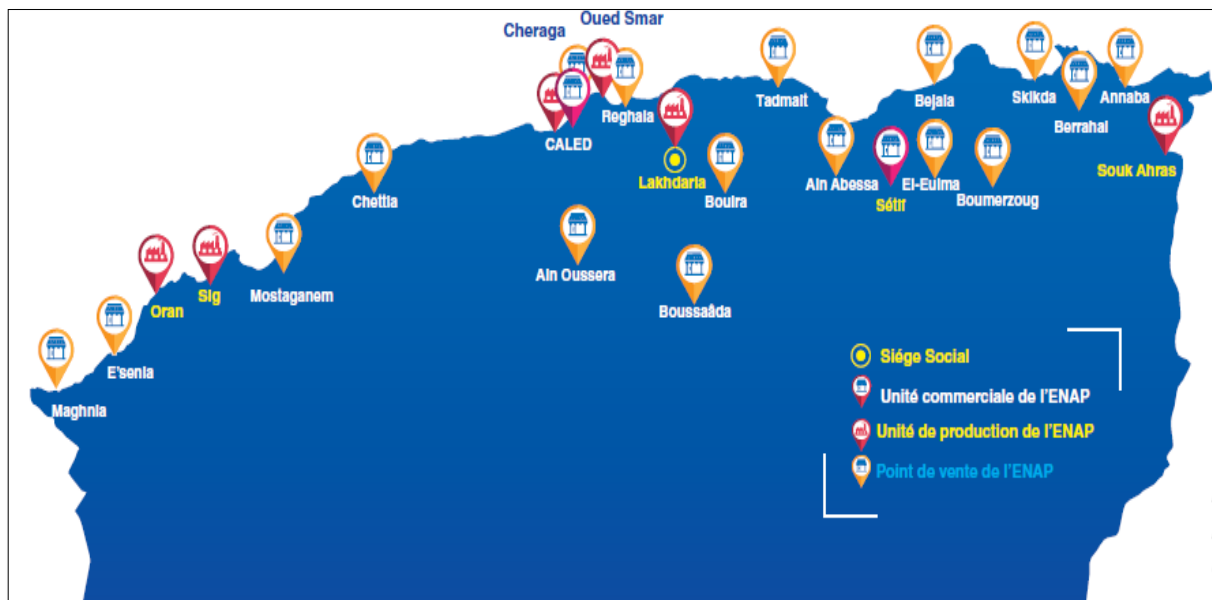 Oued Smar
Cheraga
Tadmait
Bejaia
Skikda
Annaba
Reghaia
Berrahal
CALED
Lakhdaria
Bouira
Ain Abessa
Sétif
El-Eulma
Boumerzoug
Souk Ahras
Chettia
Ain Oussera
Boussaâda
Oran
Sig
Mostaganem
E'senia
Maghnia
Siége Social
Unité commerciale de l'ENAP
Unité de production de l'ENAP
Point de vente de l'ENAP